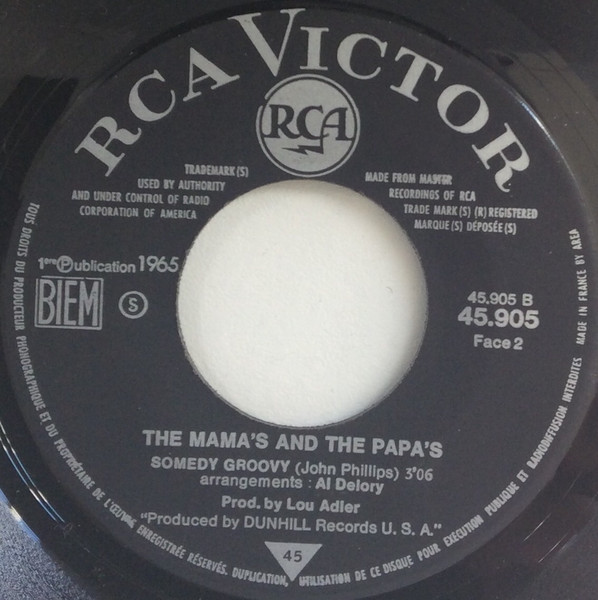 RCA VICTOR
RCA
TRADEMARK(S)
USED BY AUTHORITY
AND UNDER CONTROL OF RADIO
CORPORATION OF AMERICA
MADE FROM MASTER
RECORDINGS OF RCA
TRADE MARK(S) (R) REGISTERED
MARQUE(S) DÉPOSÉE(S)
1ère Ⓟublication 1965
BIEM
S
45.905 B
45.905
Face 2
THE MAMA'S AND THE PAPA'S
SOMEDY GROOVY (John Phillips) 3'06
arrangements : Al Delory
Prod. by Lou Adler
"Produced by DUNHILL Records U. S. A."
45
TOUS DROITS DU PRODUCTEUR PHONOGRAPHIQUE ET DU PROPRIÉTAIRE DE L'ŒUVRE ENREGISTRÉE RÉSERVÉS. DUPLICATION, UTILISATION DE CE DISQUE POUR EXÉCUTION PUBLIQUE ET RADIODIFFUSION INTERDITES MADE IN FRANCE BY AREA